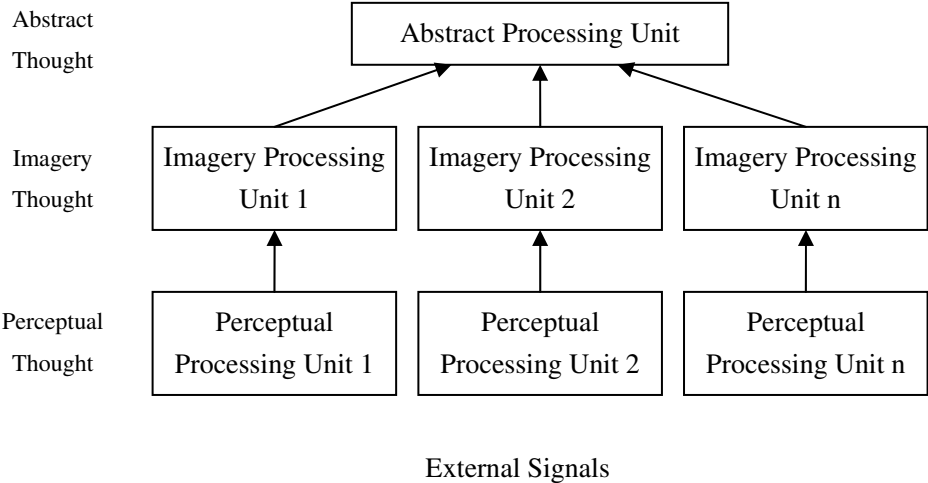 Abstract
Thought
Abstract Processing Unit
Imagery
Thought
Imagery Processing
Unit 1
Imagery Processing
Unit 2
Imagery Processing
Unit n
Perceptual
Thought
Perceptual
Processing Unit 1
Perceptual
Processing Unit 2
Perceptual
Processing Unit n
External Signals